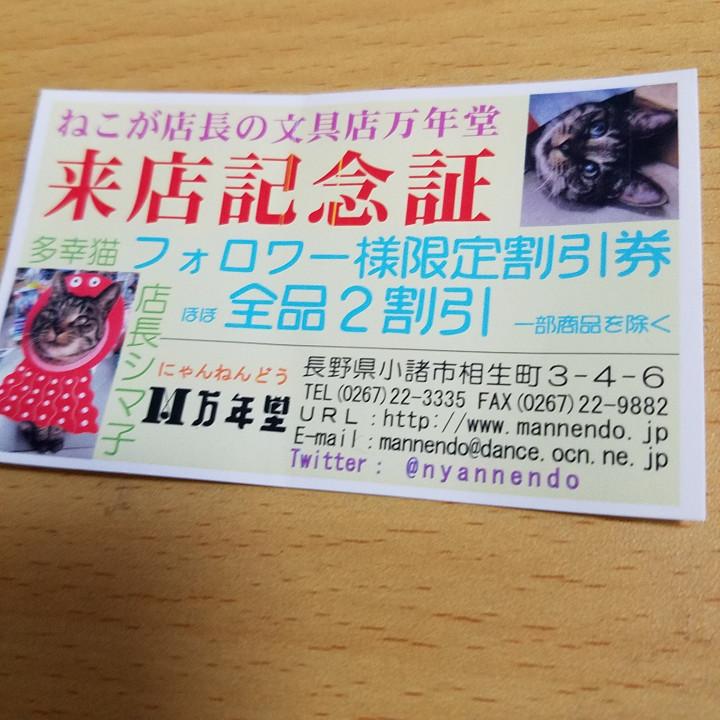 ねこが店長の文具店万年堂
来店記念証
多幸猫 フォロワー様限定割引券
店長シマ子
ほぼ 全品2割引 一部商品を除く
にゃんねんどう
万年堂
長野県小諸市相生町3-4-6
TEL(0267)22-3335 FAX(0267)22-9882
URL:http://www.mannendo.jp
E-mail:mannendo@dance.ocn.ne.jp
Twitter: @nyannendo